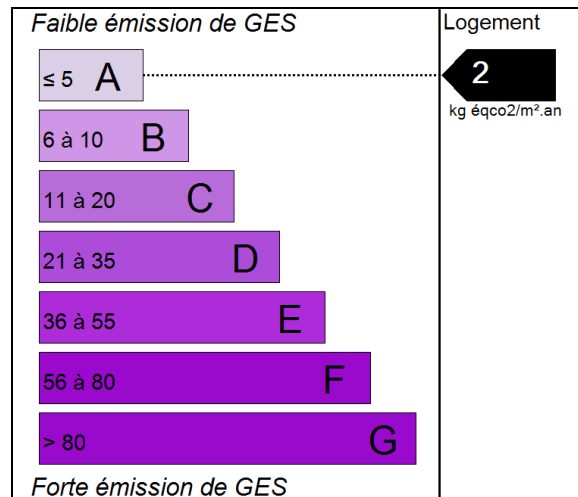 Faible émission de GES
Logement
≤ 5 A
2
kg éqco2/m².an
6 à 10 B
11 à 20 C
21 à 35 D
36 à 55 E
56 à 80 F
> 80 G
Forte émission de GES